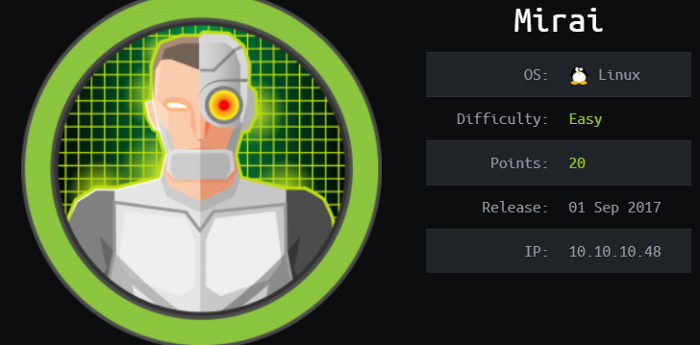 Mirai
OS: Linux
Difficulty: Easy
Points: 20
Release: 01 Sep 2017
IP: 10.10.10.48